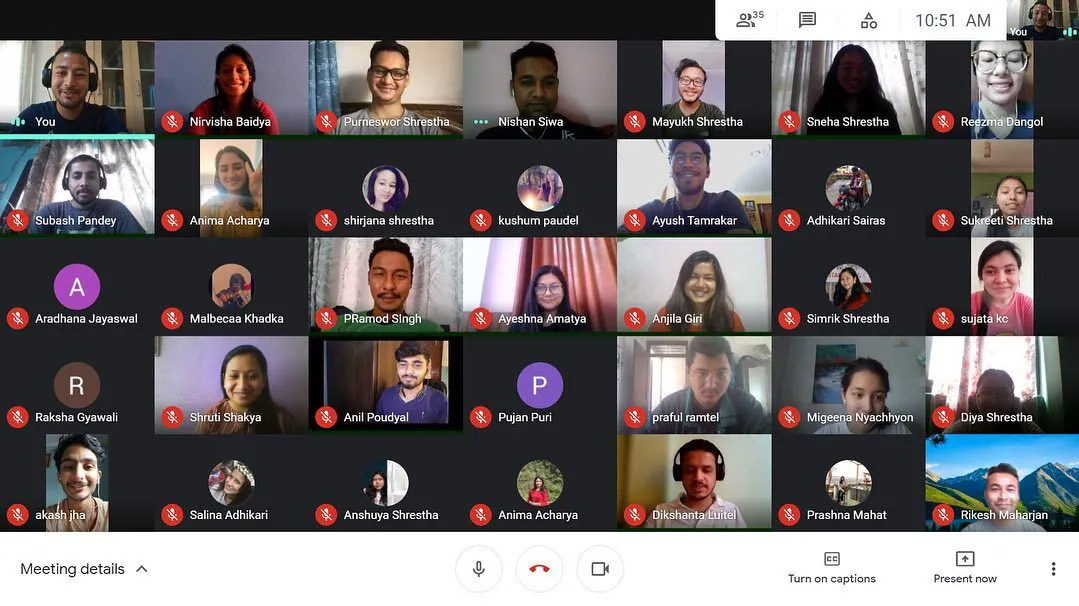 35
10:51 AM
You
You
Nirvisha Baidya
Purneswor Shrestha
Nishan Siwa
Mayukh Shrestha
Sneha Shrestha
Reezma Dangol
Subash Pandey
Anima Acharya
shirjana shrestha
kushum paudel
Ayush Tamrakar
Adhikari Sairas
Sukreeti Shrestha
A
Aradhana Jayaswal
Malbecaa Khadka
PRamod SIngh
Ayeshna Amatya
Anjila Giri
Simrik Shrestha
sujata kc
R
Raksha Gyawali
Shruti Shakya
Anil Poudyal
P
Pujan Puri
praful ramtel
Migeena Nyachhyon
Diya Shrestha
akash jha
Salina Adhikari
Anshuya Shrestha
Anima Acharya
Dikshanta Luitel
Prashna Mahat
Rikesh Maharjan
Meeting details
CC
Turn on captions
Present now